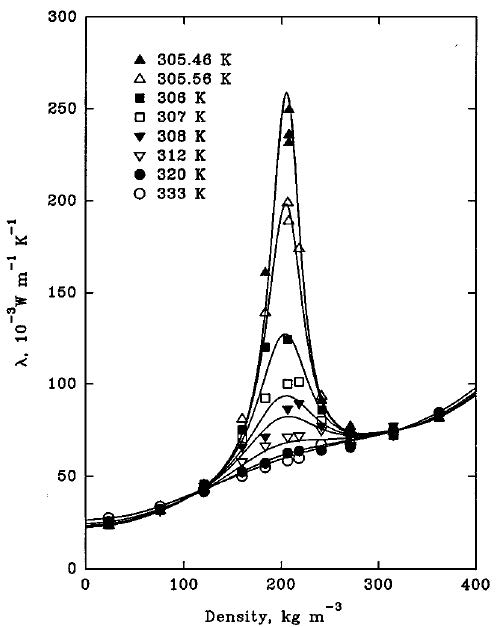 300
250
200
150
100
50
0
λ, 10⁻³W m⁻¹ K⁻¹
305.46 K
305.56 K
306 K
307 K
308 K
312 K
320 K
333 K
0 100 200 300 400
Density, kg m⁻³